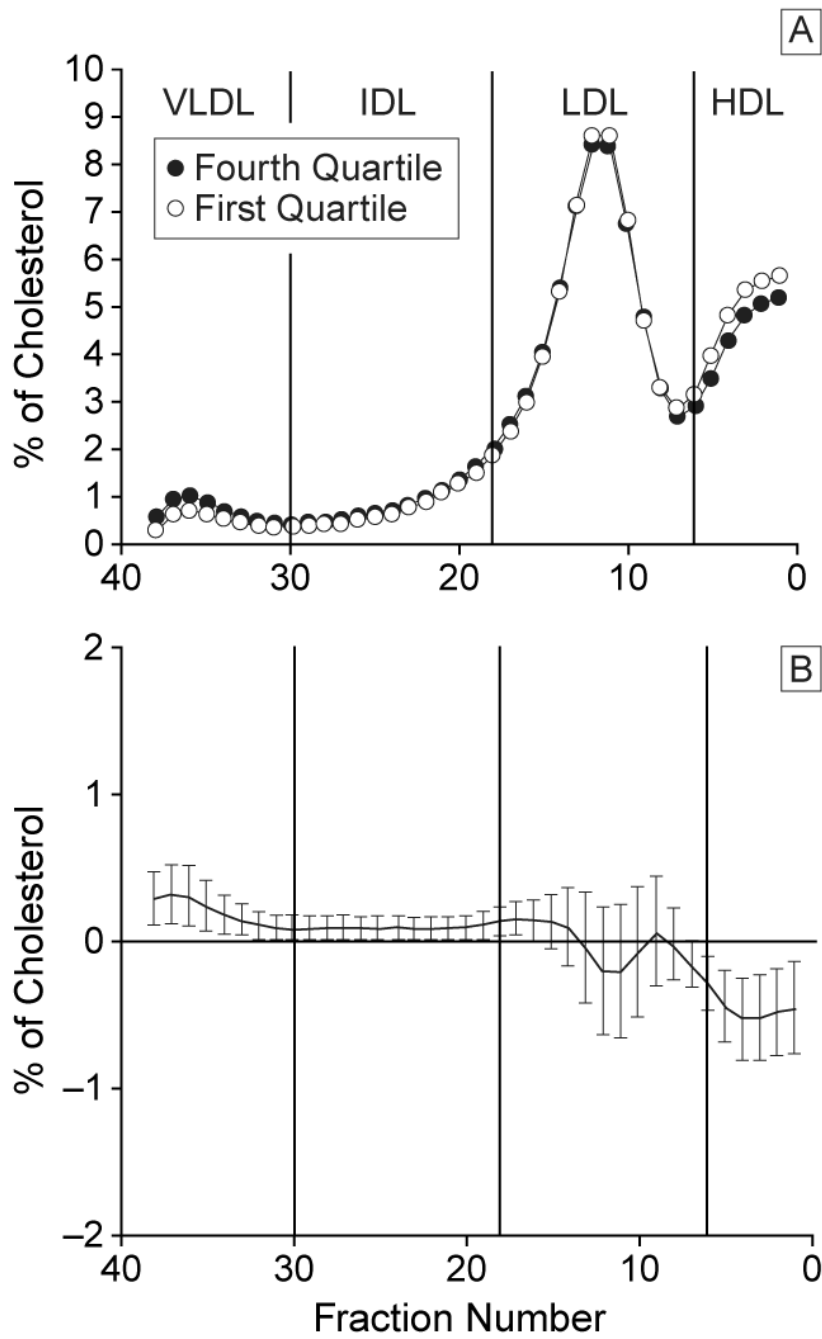 A
10
9
8
7
6
5
4
3
2
1
0
% of Cholesterol
VLDL IDL LDL HDL
Fourth Quartile
First Quartile
40 30 20 10 0
B
2
1
0
–1
–2
% of Cholesterol
40 30 20 10 0
Fraction Number